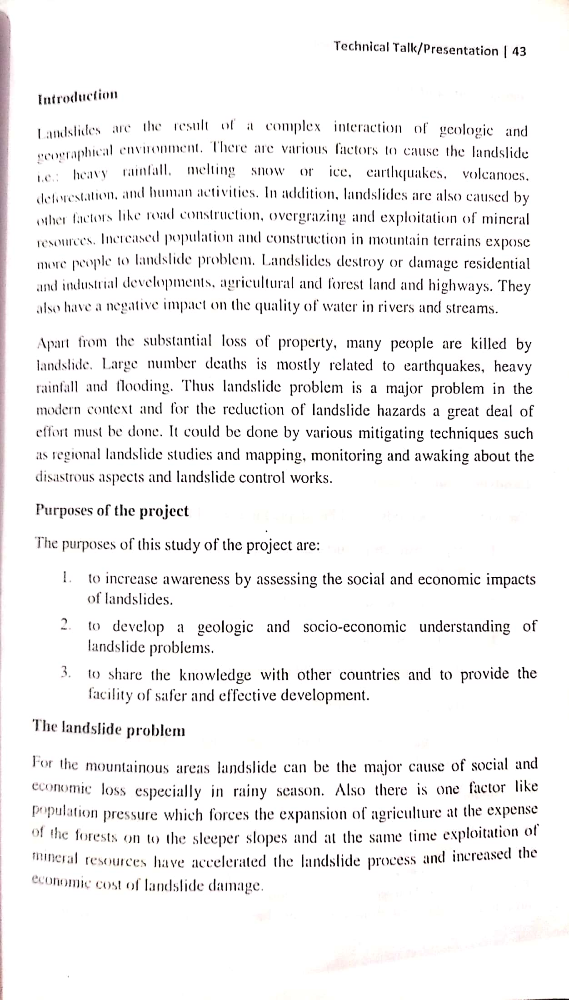 Technical Talk/Presentation | 43
Introduction
Landslides are the result of a complex interaction of geologic and
geographical environment. There are various factors to cause the landslide
i.e.: heavy rainfall, melting snow or ice, earthquakes, volcanoes,
deforestation, and human activities. In addition, landslides are also caused by
other factors like road construction, overgrazing and exploitation of mineral
resources. Increased population and construction in mountain terrains expose
more people to landslide problem. Landslides destroy or damage residential
and industrial developments, agricultural and forest land and highways. They
also have a negative impact on the quality of water in rivers and streams.
Apart from the substantial loss of property, many people are killed by
landslide. Large number deaths is mostly related to earthquakes, heavy
rainfall and flooding. Thus landslide problem is a major problem in the
modern context and for the reduction of landslide hazards a great deal of
effort must be done. It could be done by various mitigating techniques such
as regional landslide studies and mapping, monitoring and awaking about the
disastrous aspects and landslide control works.
Purposes of the project
The purposes of this study of the project are:
1. to increase awareness by assessing the social and economic impacts
of landslides.
2. to develop a geologic and socio-economic understanding of
landslide problems.
3. to share the knowledge with other countries and to provide the
facility of safer and effective development.
The landslide problem
For the mountainous areas landslide can be the major cause of social and
economic loss especially in rainy season. Also there is one factor like
population pressure which forces the expansion of agriculture at the expense
of the forests on to the sleeper slopes and at the same time exploitation of
mineral resources have accelerated the landslide process and increased the
economic cost of landslide damage.